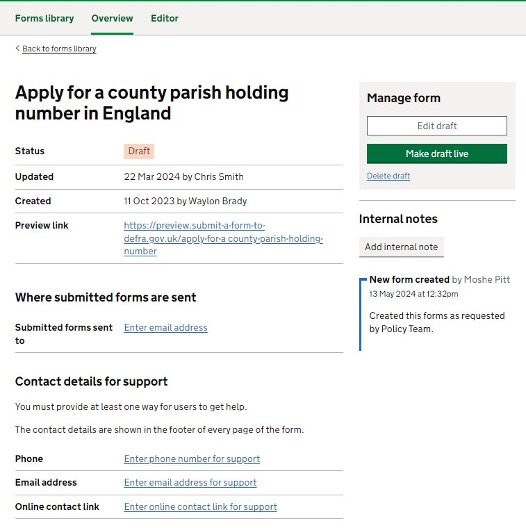 Forms library Overview Editor
< Back to forms library
Apply for a county parish holding
number in England
Status Draft
Updated 22 Mar 2024 by Chris Smith
Created 11 Oct 2023 by Waylon Brady
Preview link https://preview.submit-a-form-to-
defra.gov.uk/apply-for-a county-parish-holding-
number
Where submitted forms are sent
Submitted forms sent Enter email address
to
Contact details for support
You must provide at least one way for users to get help.
The contact details are shown in the footer of every page of the form.
Phone Enter phone number for support
Email address Enter email address for support
Online contact link Enter online contact link for support
Manage form
Edit draft
Make draft live
Delete draft
Internal notes
Add internal note
New form created by Moshe Pitt
13 May 2024 at 12:32pm
Created this forms as requested
by Policy Team.